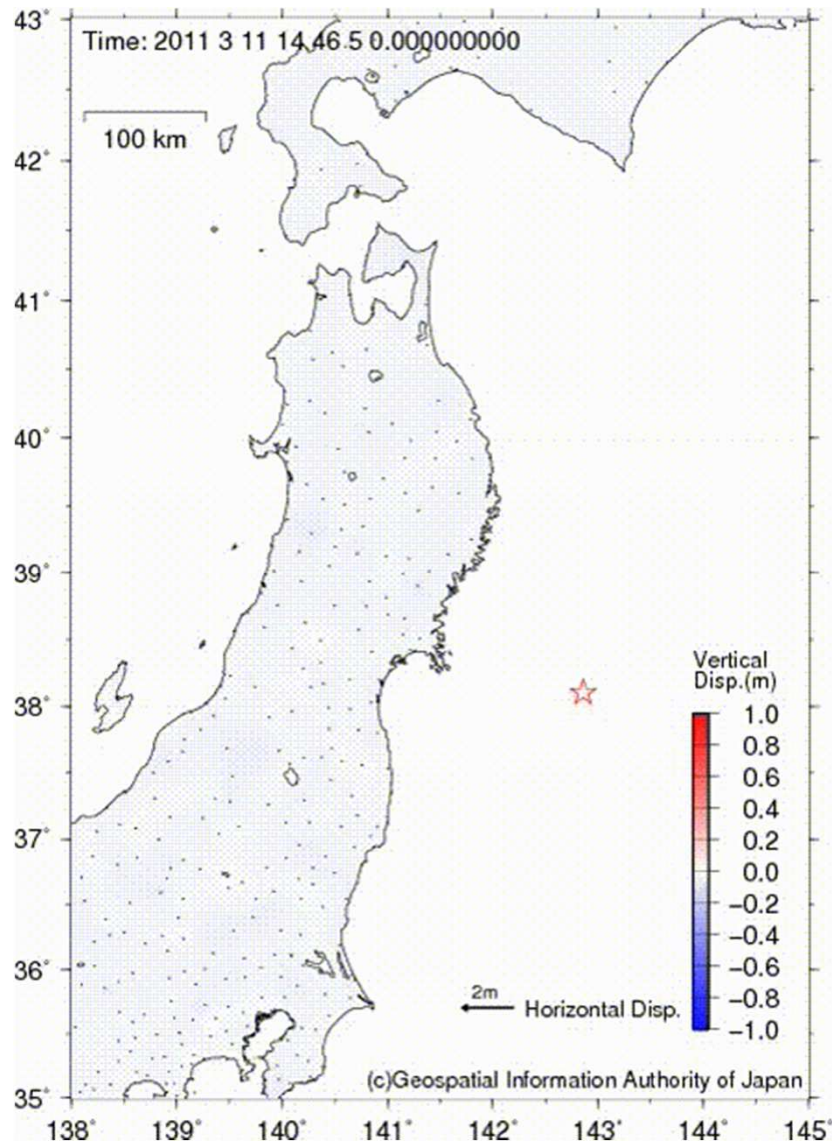 43°
Time: 2011 3 11 14 46 5 0.000000000
100 km
42°
41°
40°
39°
38°
37°
36°
35°
Vertical
Disp.(m)
1.0
0.8
0.6
0.4
0.2
0.0
−0.2
−0.4
−0.6
−0.8
−1.0
2m
Horizontal Disp.
(c)Geospatial Information Authority of Japan
138° 139° 140° 141° 142° 143° 144° 145°